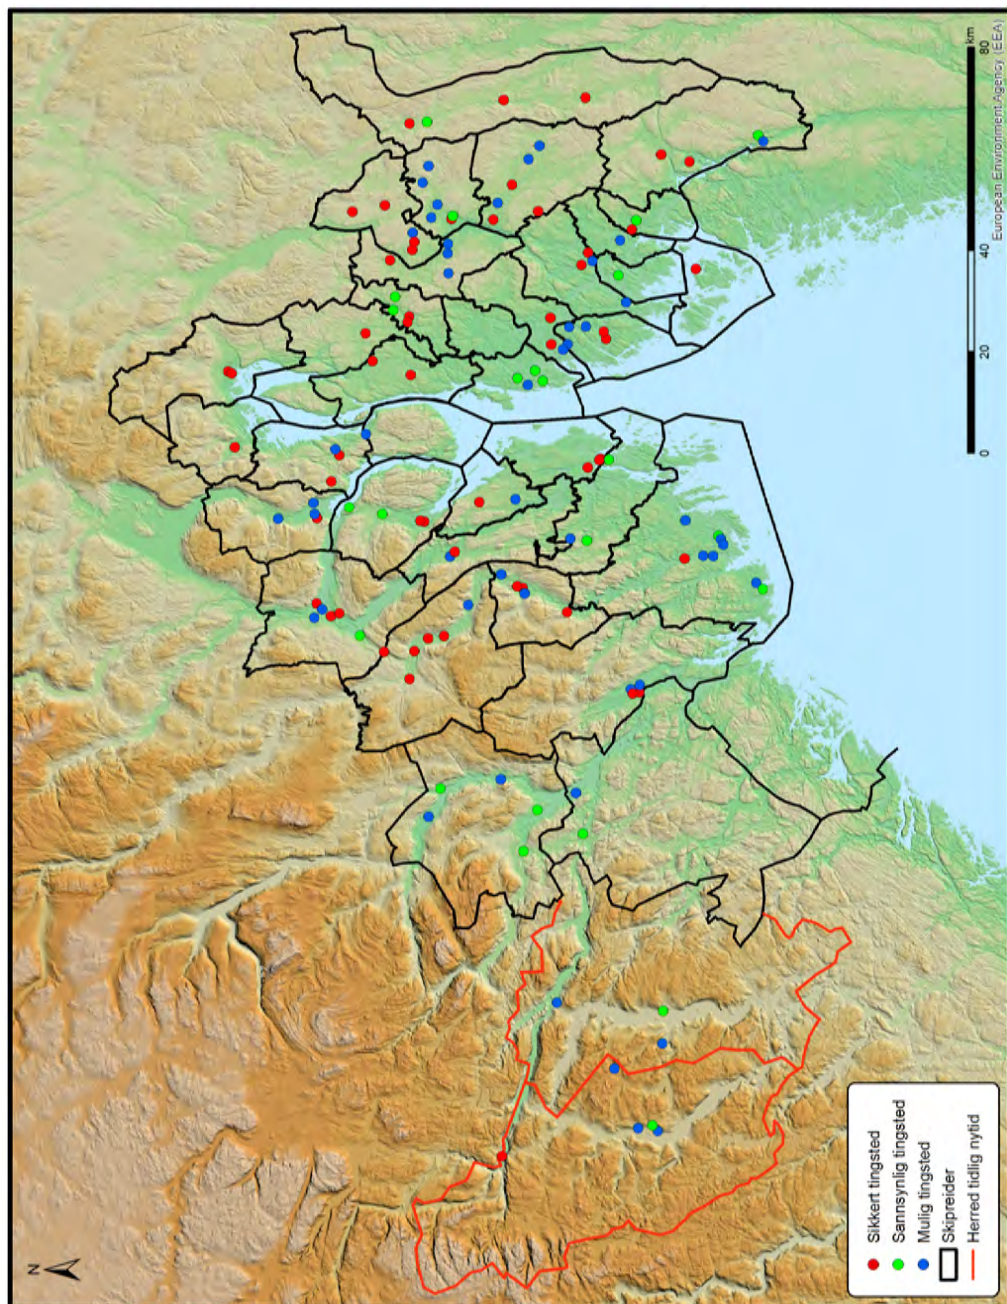 N
Sikkert tingsted
Sannsynlig tingsted
Mulig tingsted
Skipreider
Herred tidlig nytid
0 20 40 80
km
European Environment Agency (EEA)